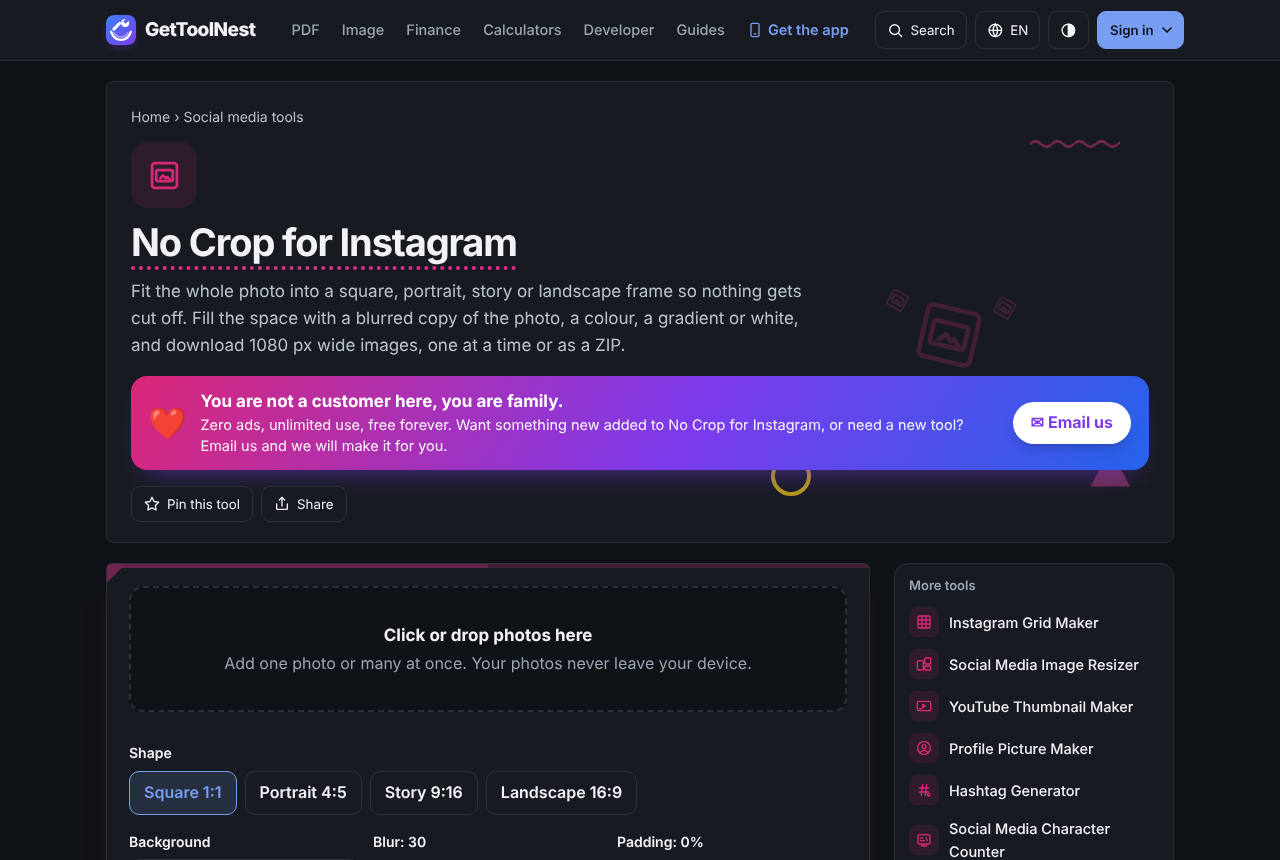 GetToolNest
PDF
Image
Finance
Calculators
Developer
Guides
Get the app
Search
EN
Sign in
Home › Social media tools
No Crop for Instagram
Fit the whole photo into a square, portrait, story or landscape frame so nothing gets
cut off. Fill the space with a blurred copy of the photo, a colour, a gradient or white,
and download 1080 px wide images, one at a time or as a ZIP.
You are not a customer here, you are family.
Zero ads, unlimited use, free forever. Want something new added to No Crop for Instagram, or need a new tool?
Email us and we will make it for you.
✉ Email us
Pin this tool
Share
Click or drop photos here
Add one photo or many at once. Your photos never leave your device.
Shape
Square 1:1
Portrait 4:5
Story 9:16
Landscape 16:9
Background
Blur: 30
Padding: 0%
More tools
Instagram Grid Maker
Social Media Image Resizer
YouTube Thumbnail Maker
Profile Picture Maker
Hashtag Generator
Social Media Character
Counter